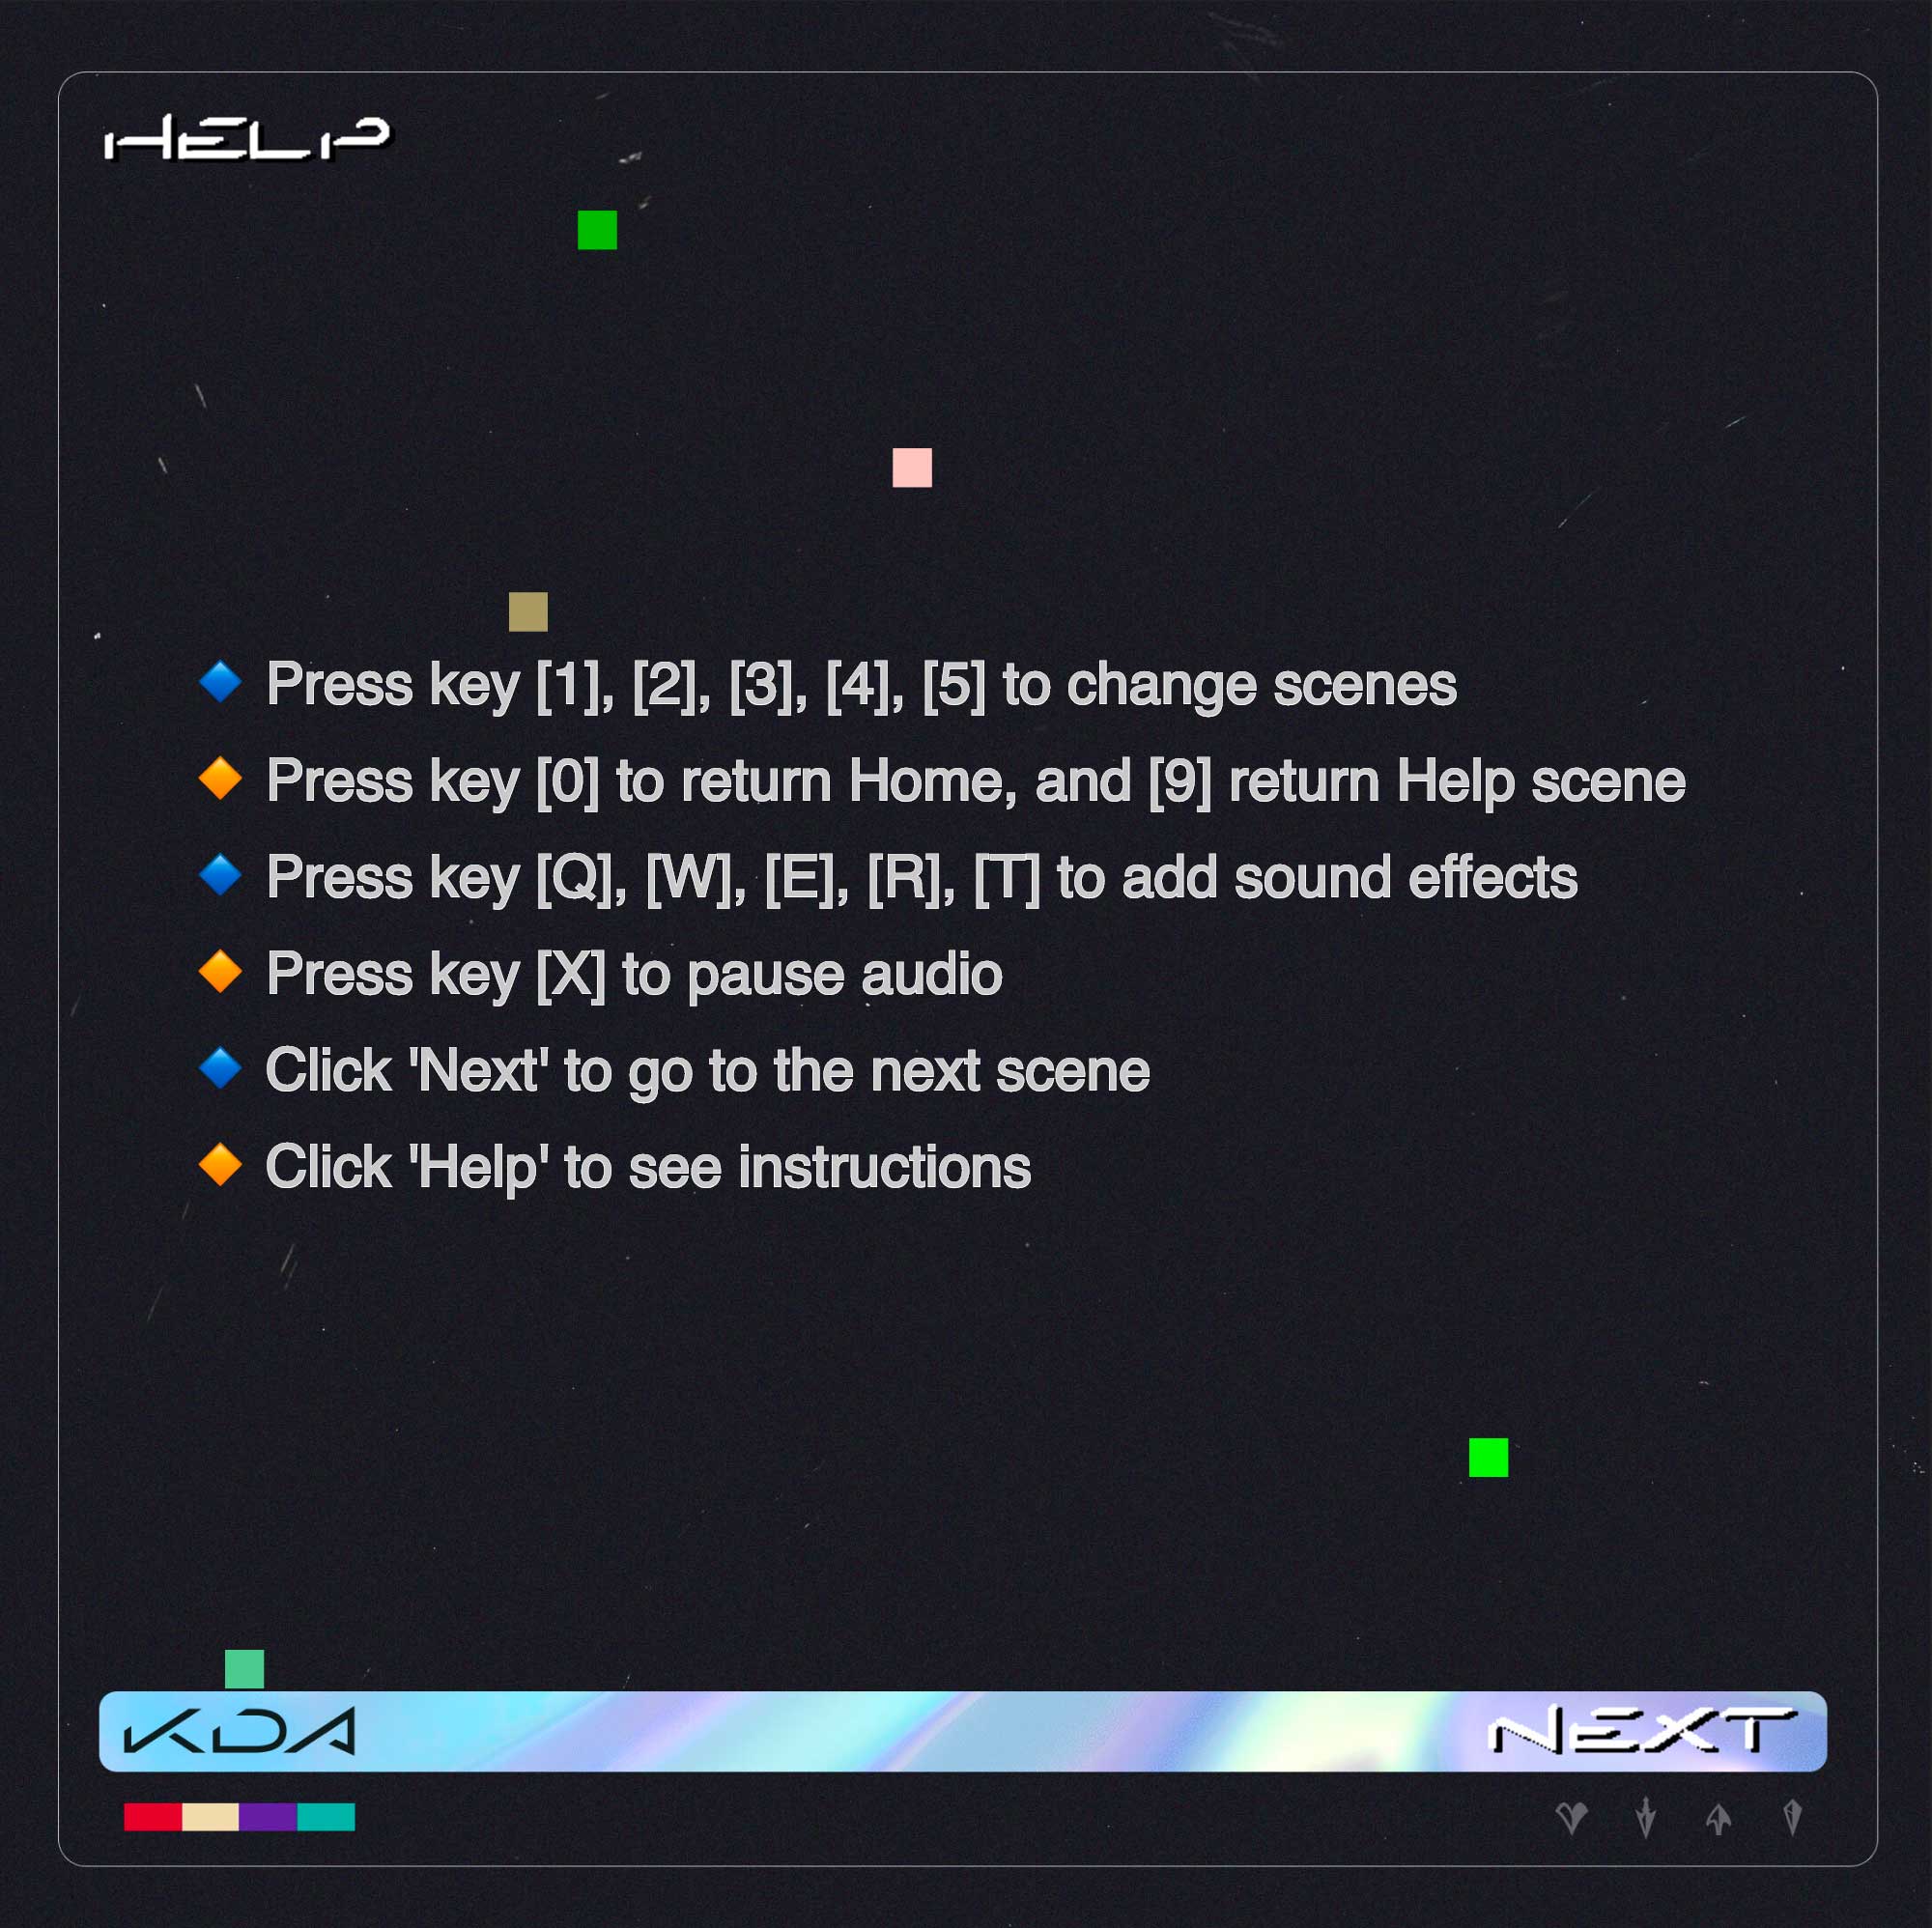 HELP
Press key [1], [2], [3], [4], [5] to change scenes
Press key [0] to return Home, and [9] return Help scene
Press key [Q], [W], [E], [R], [T] to add sound effects
Press key [X] to pause audio
Click 'Next' to go to the next scene
Click 'Help' to see instructions
KDA NEXT